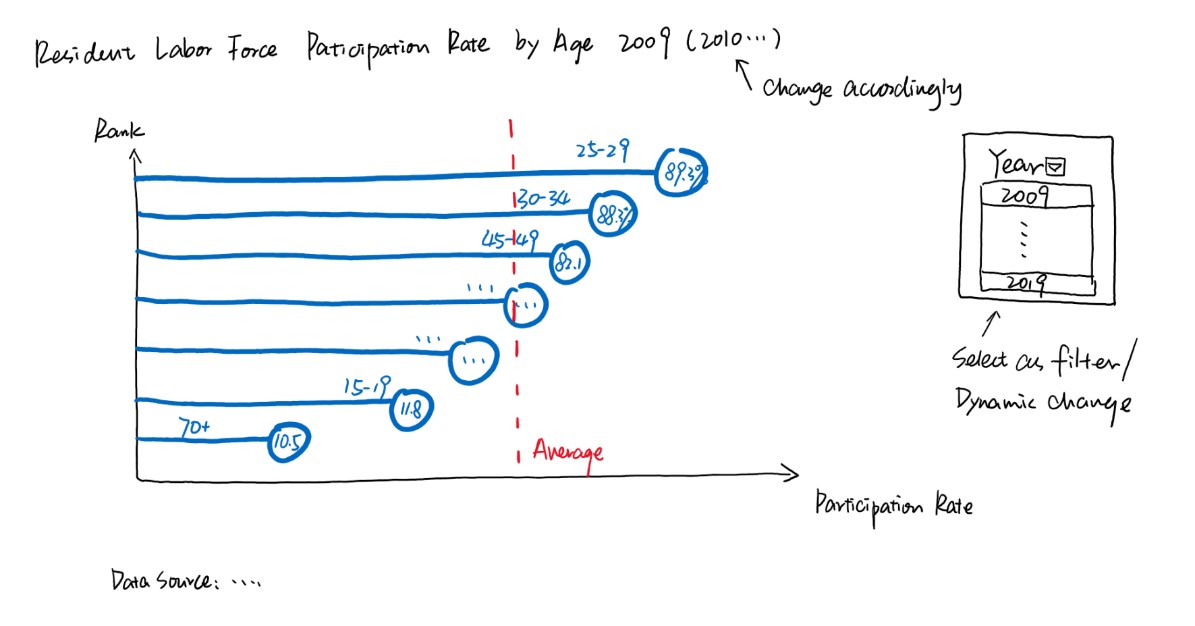 Resident Labor Force Paticipation Rate by Age 2009 (2010...)
Change accordingly
Rank
25-29
89.3%
30-34
88.3%
45-49
82.1
...
...
...
...
15-19
11.8
70+
10.5
Average
Participation Rate
Year
2009
2019
Select as filter/
Dynamic change
Data Source: ....